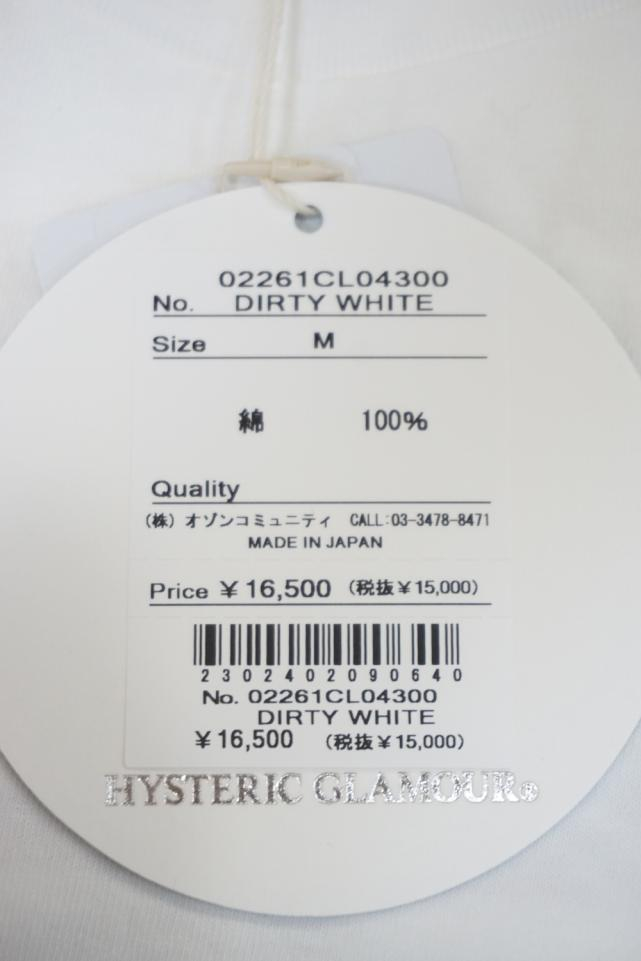 02261CL04300
No. DIRTY WHITE
Size M
綿 100%
Quality
(株) オゾンコミュニティ CALL:03-3478-8471
MADE IN JAPAN
Price ¥16,500 (税抜¥15,000)
2302402090640
No. 02261CL04300
DIRTY WHITE
¥16,500 (税抜¥15,000)
HYSTERIC GLAMOUR®